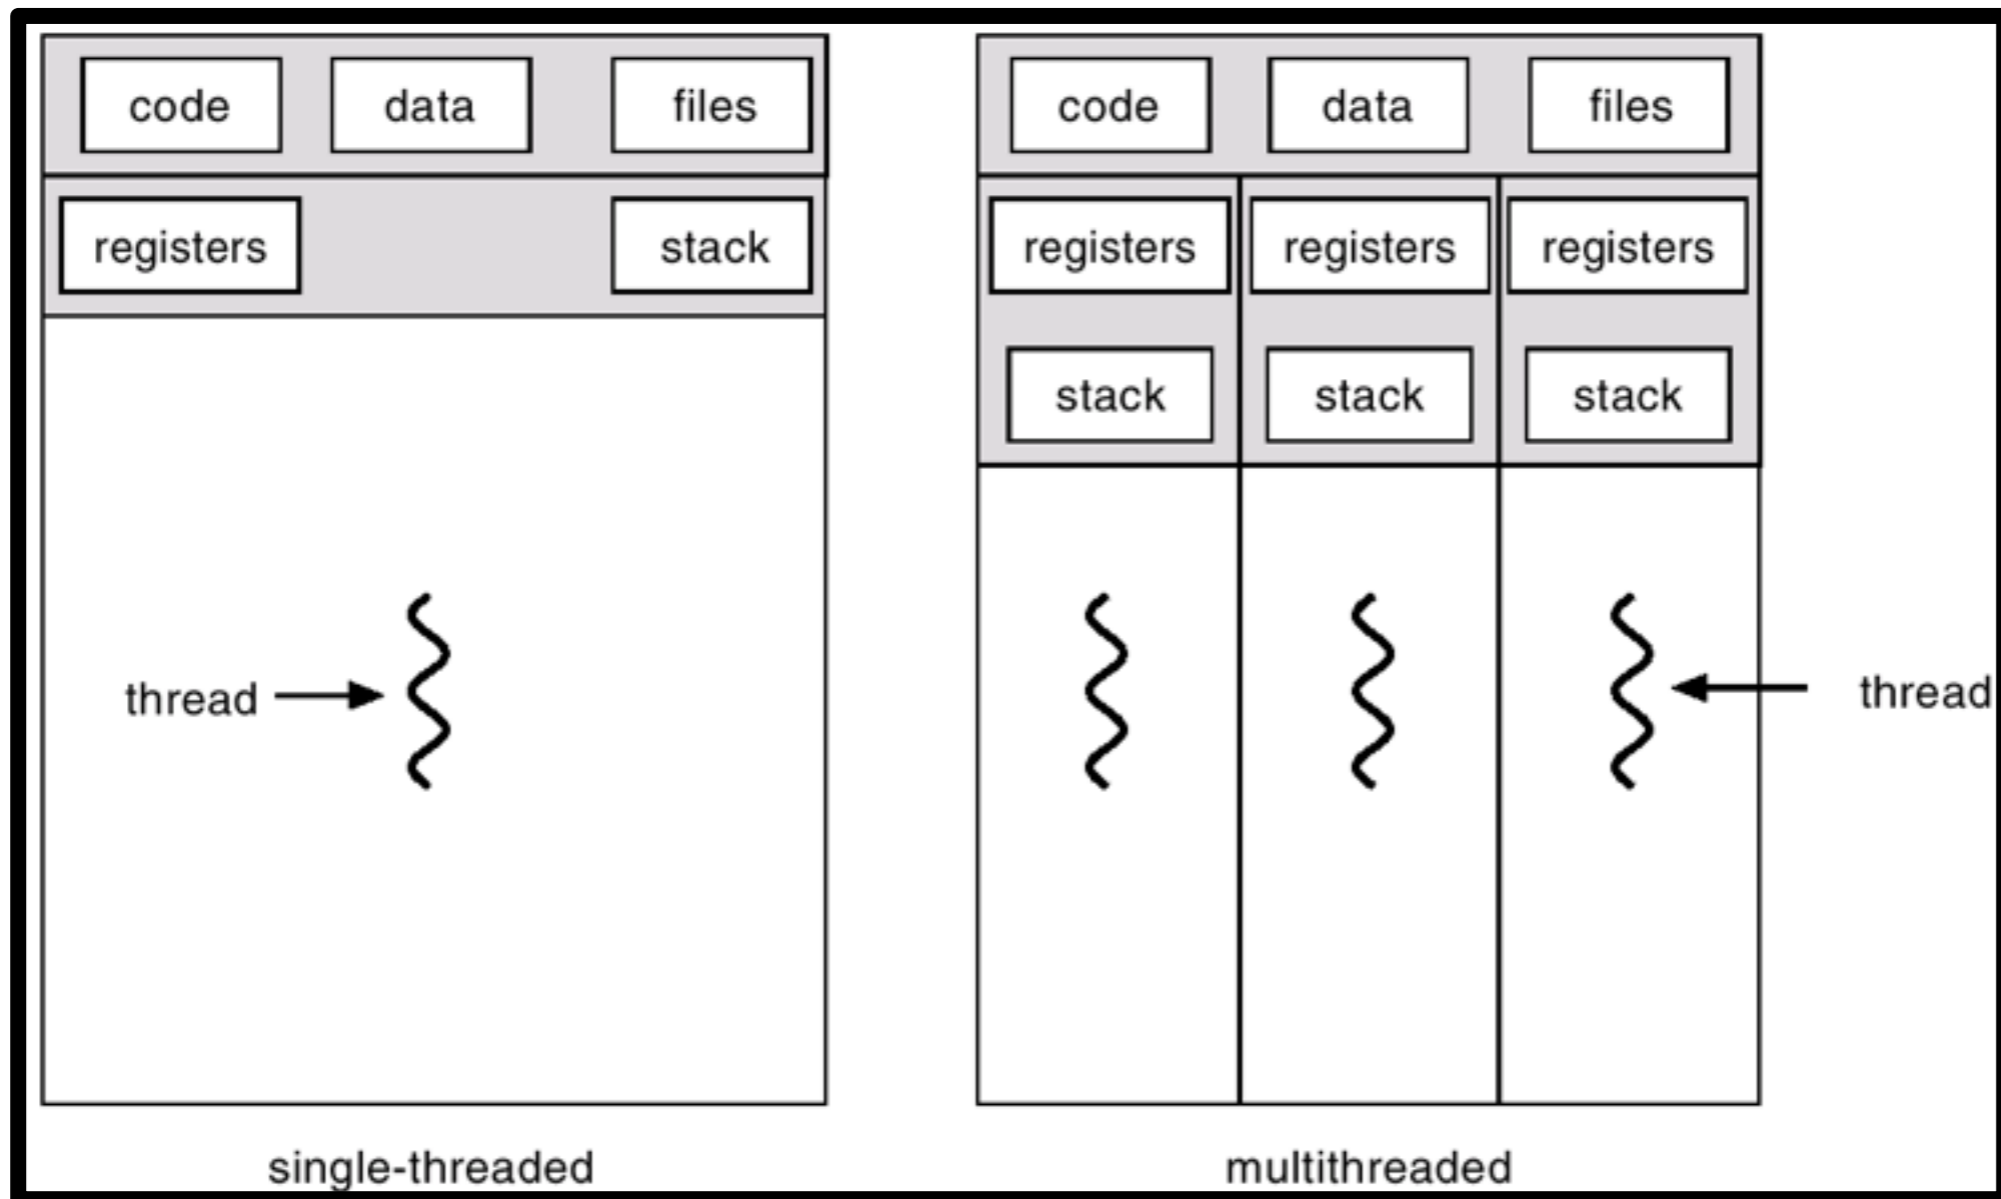 code data files
registers stack
thread
single-threaded
code data files
registers registers registers
stack stack stack
thread
multithreaded